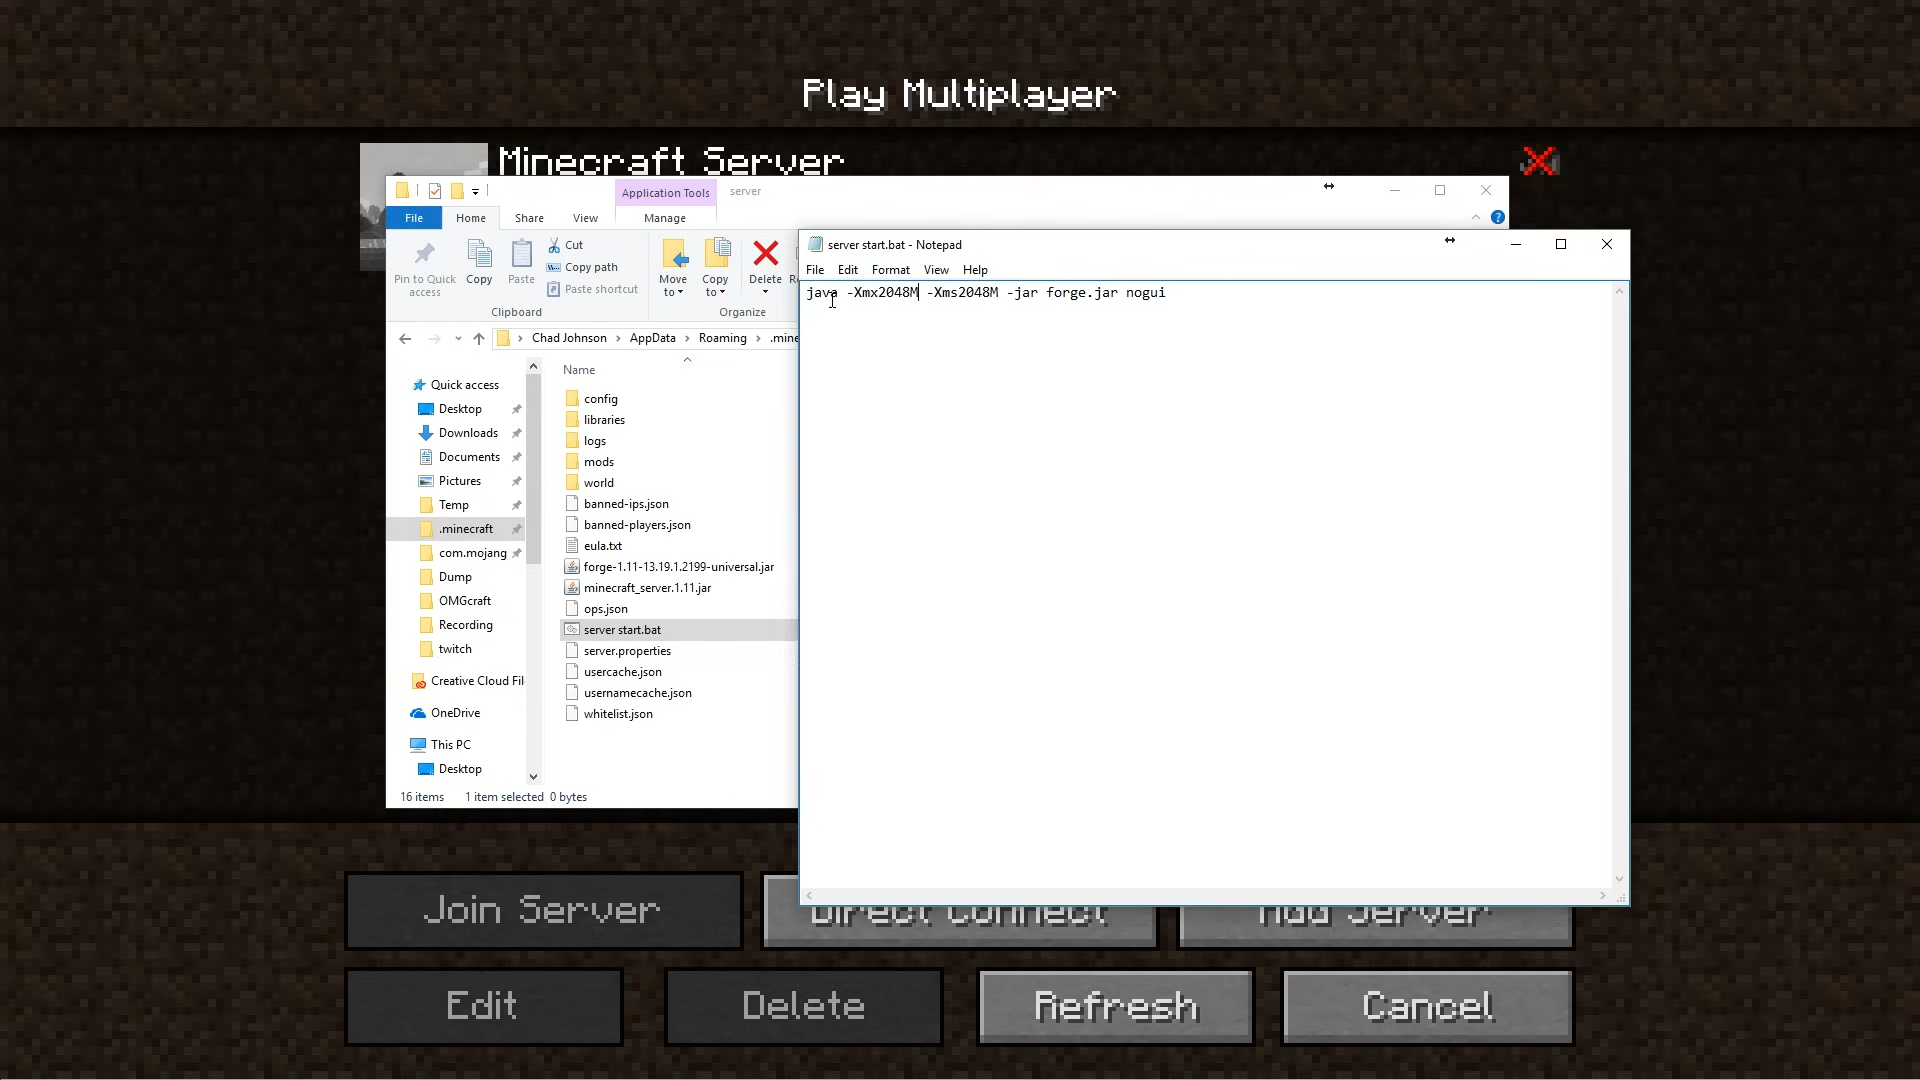 Play Multiplayer
Minecraft Server
Application Tools
server
File
Home
Share
View
Manage
Pin to Quick access
Copy
Paste
Cut
Copy path
Paste shortcut
Clipboard
Move to
Copy to
Delete
Organize
Chad Johnson
AppData
Roaming
.mine
Quick access
Desktop
Downloads
Documents
Pictures
Temp
.minecraft
com.mojang
Dump
OMGcraft
Recording
twitch
Creative Cloud Fil
OneDrive
This PC
Desktop
Name
config
libraries
logs
mods
world
banned-ips.json
banned-players.json
eula.txt
forge-1.11-13.19.1.2199-universal.jar
minecraft_server.1.11.jar
ops.json
server start.bat
server.properties
usercache.json
usernamecache.json
whitelist.json
16 items
1 item selected
0 bytes
server start.bat - Notepad
File
Edit
Format
View
Help
java -Xmx2048M -Xms2048M -jar forge.jar nogui
Join Server
Direct Connect
Add Server
Edit
Delete
Refresh
Cancel